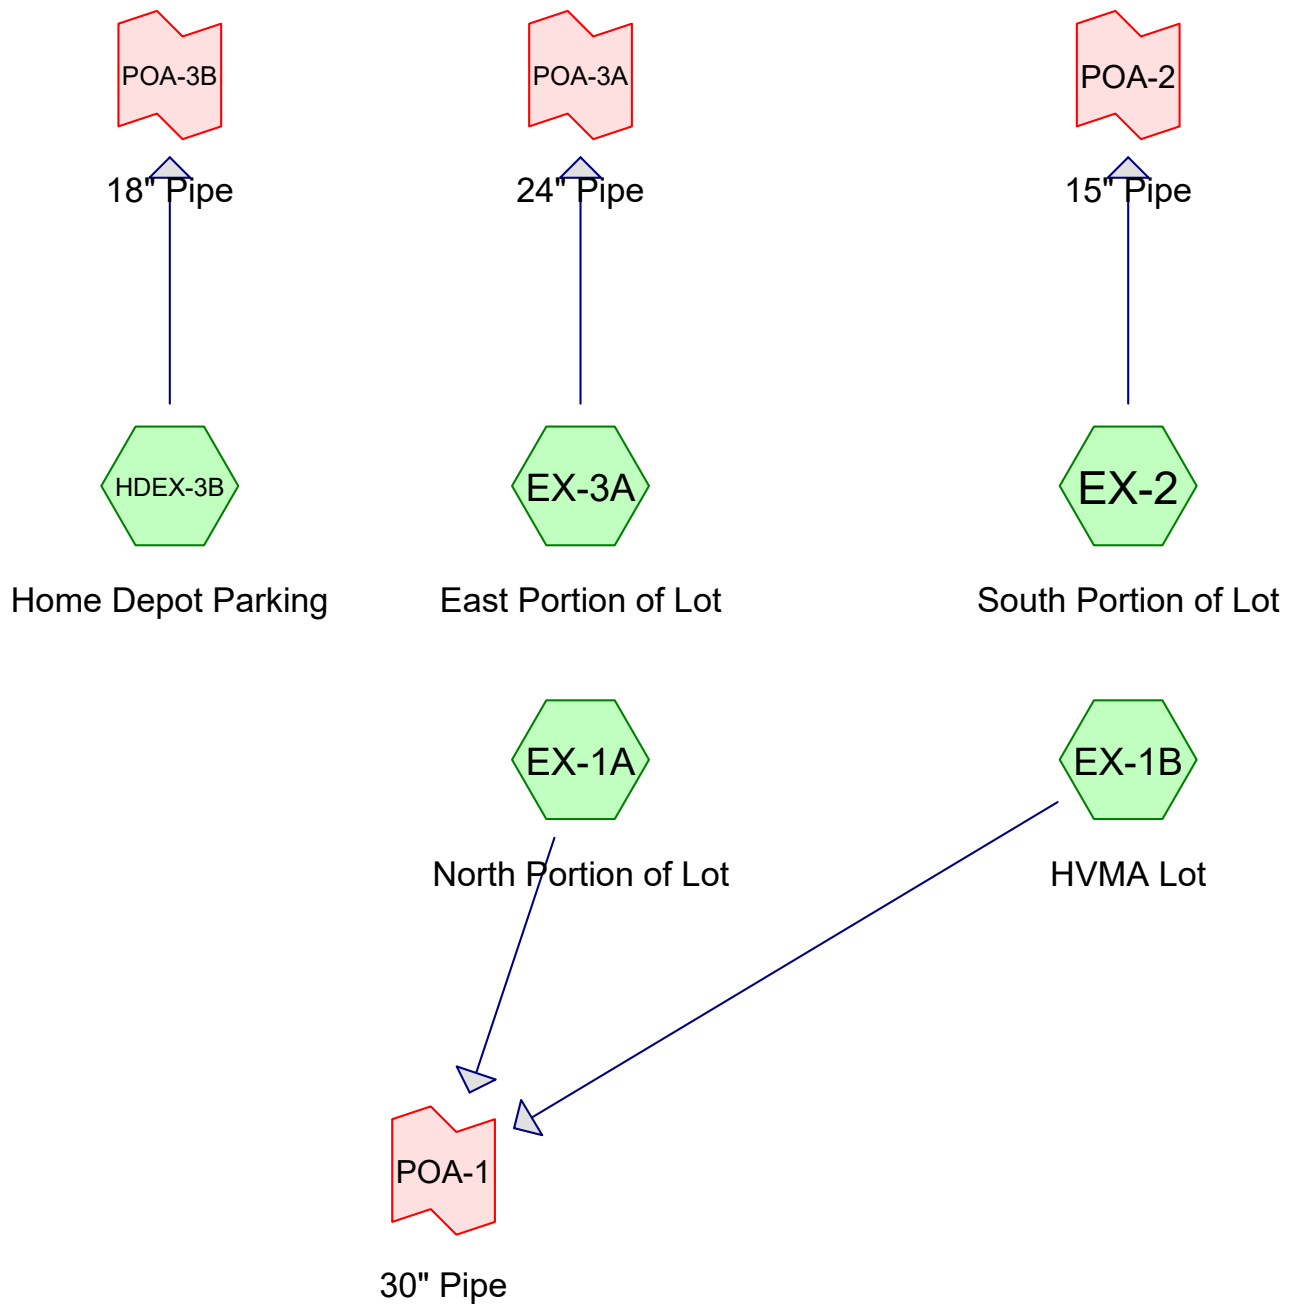 POA-3B
POA-3A
POA-2
18" Pipe
24" Pipe
15" Pipe
HDEX-3B
EX-3A
EX-2
Home Depot Parking
East Portion of Lot
South Portion of Lot
EX-1A
EX-1B
North Portion of Lot
HVMA Lot
POA-1
30" Pipe